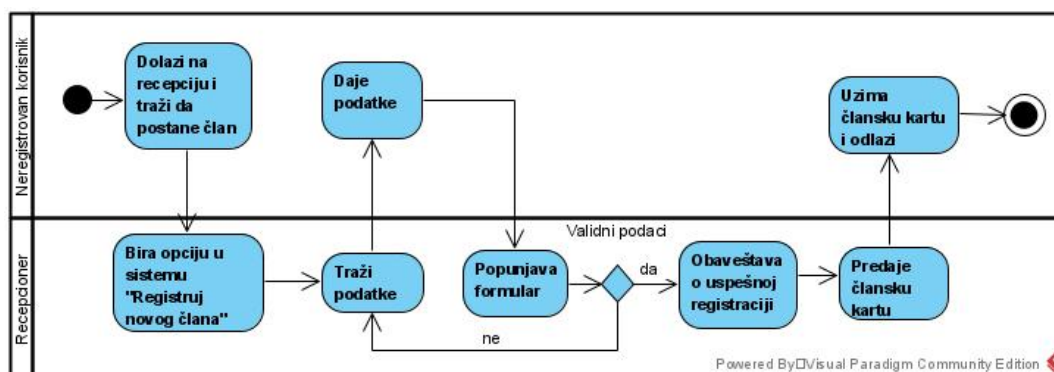 Neregistrovan korisnik
Dolazi na
recepciju i
traži da
postane član
Daje
podatke
Uzima
člansku kartu
i odlazi
Recepcioner
Bira opciju u
sistemu
"Registruj
novog člana"
Traži
podatke
Popunjava
formular
Validni podaci
da
ne
Obaveštava
o uspešnoj
registraciji
Predaje
člansku
kartu
Powered By□Visual Paradigm Community Edition